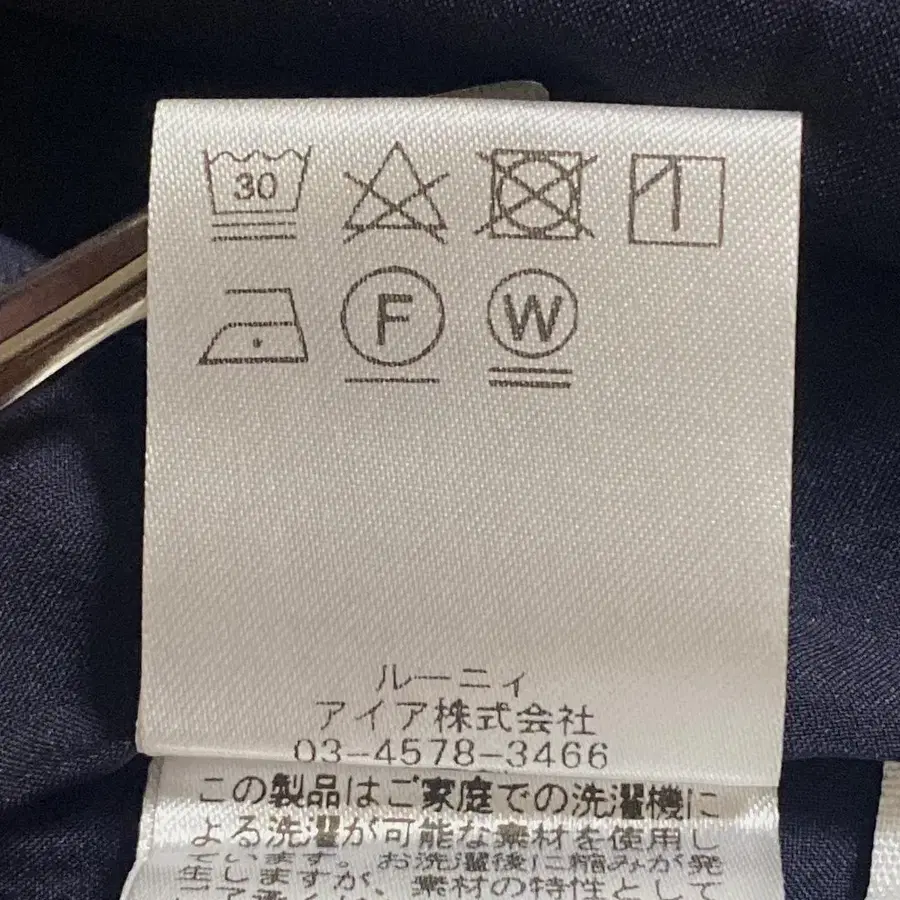 30
F
W
ルーニィ
アイア株式会社
03-4578-3466
この製品はご家庭での洗濯機に
よる洗濯が可能な素材を使用し
ています。お洗濯後に縮みが発
生しますが、素材の特性として